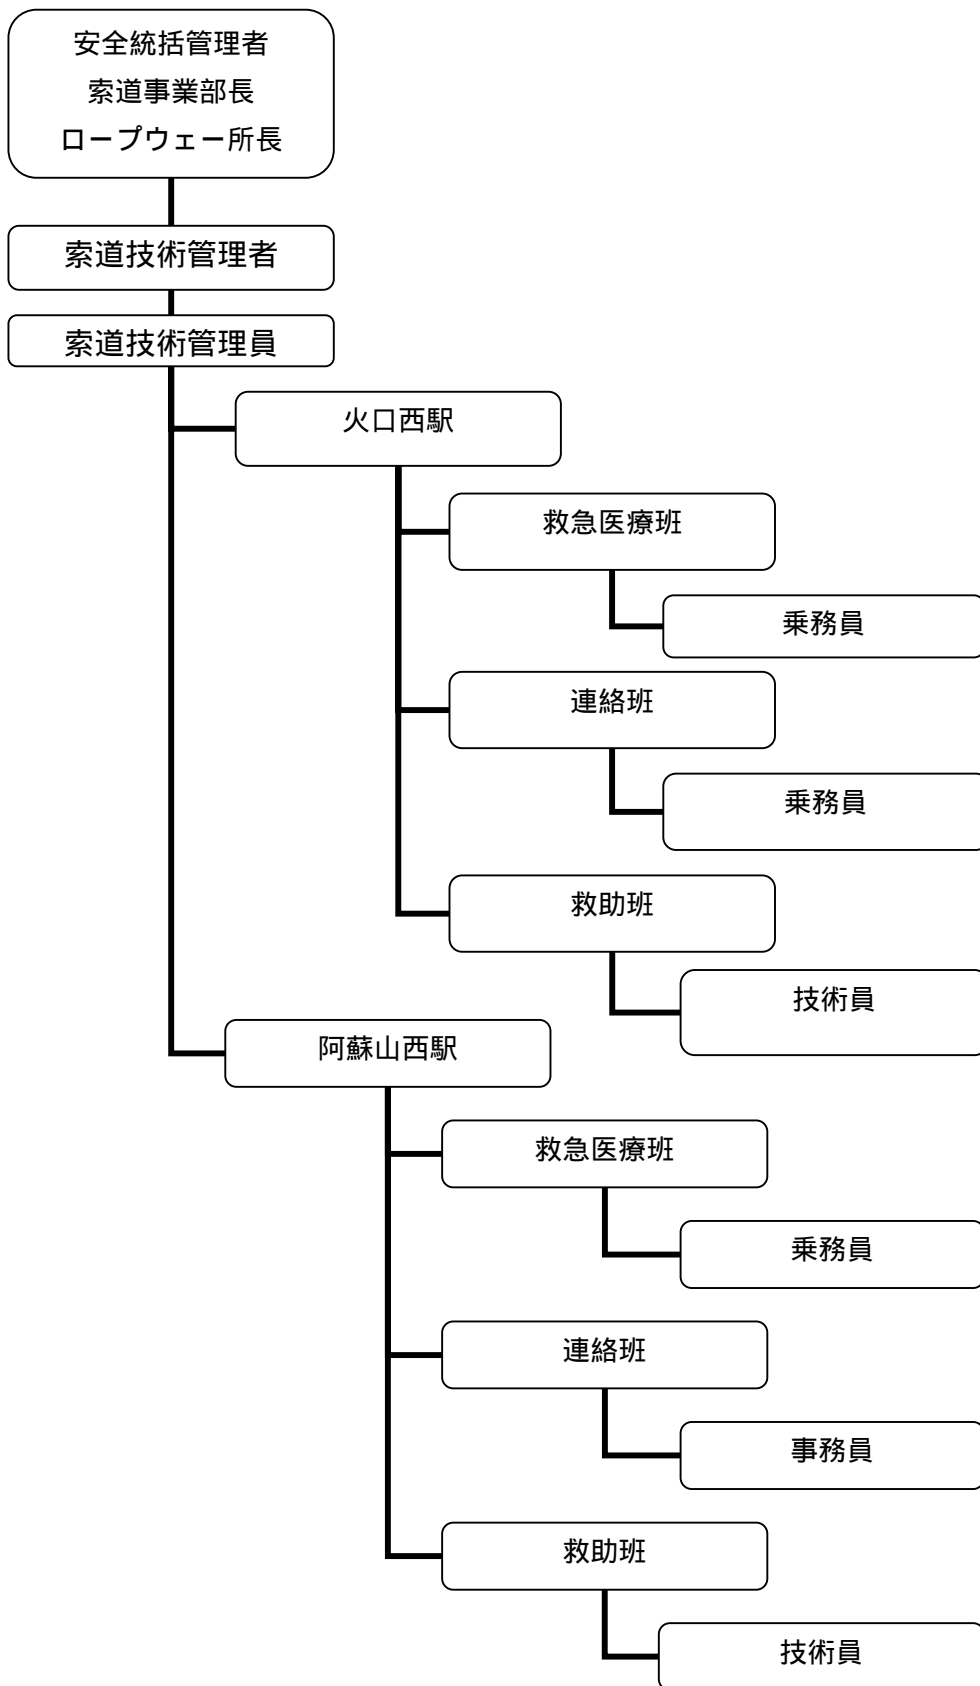 安全統括管理者
索道事業部長
ロープウェー所長
索道技術管理者
索道技術管理員
火口西駅
救急医療班
乗務員
連絡班
乗務員
救助班
技術員
阿蘇山西駅
救急医療班
乗務員
連絡班
事務員
救助班
技術員